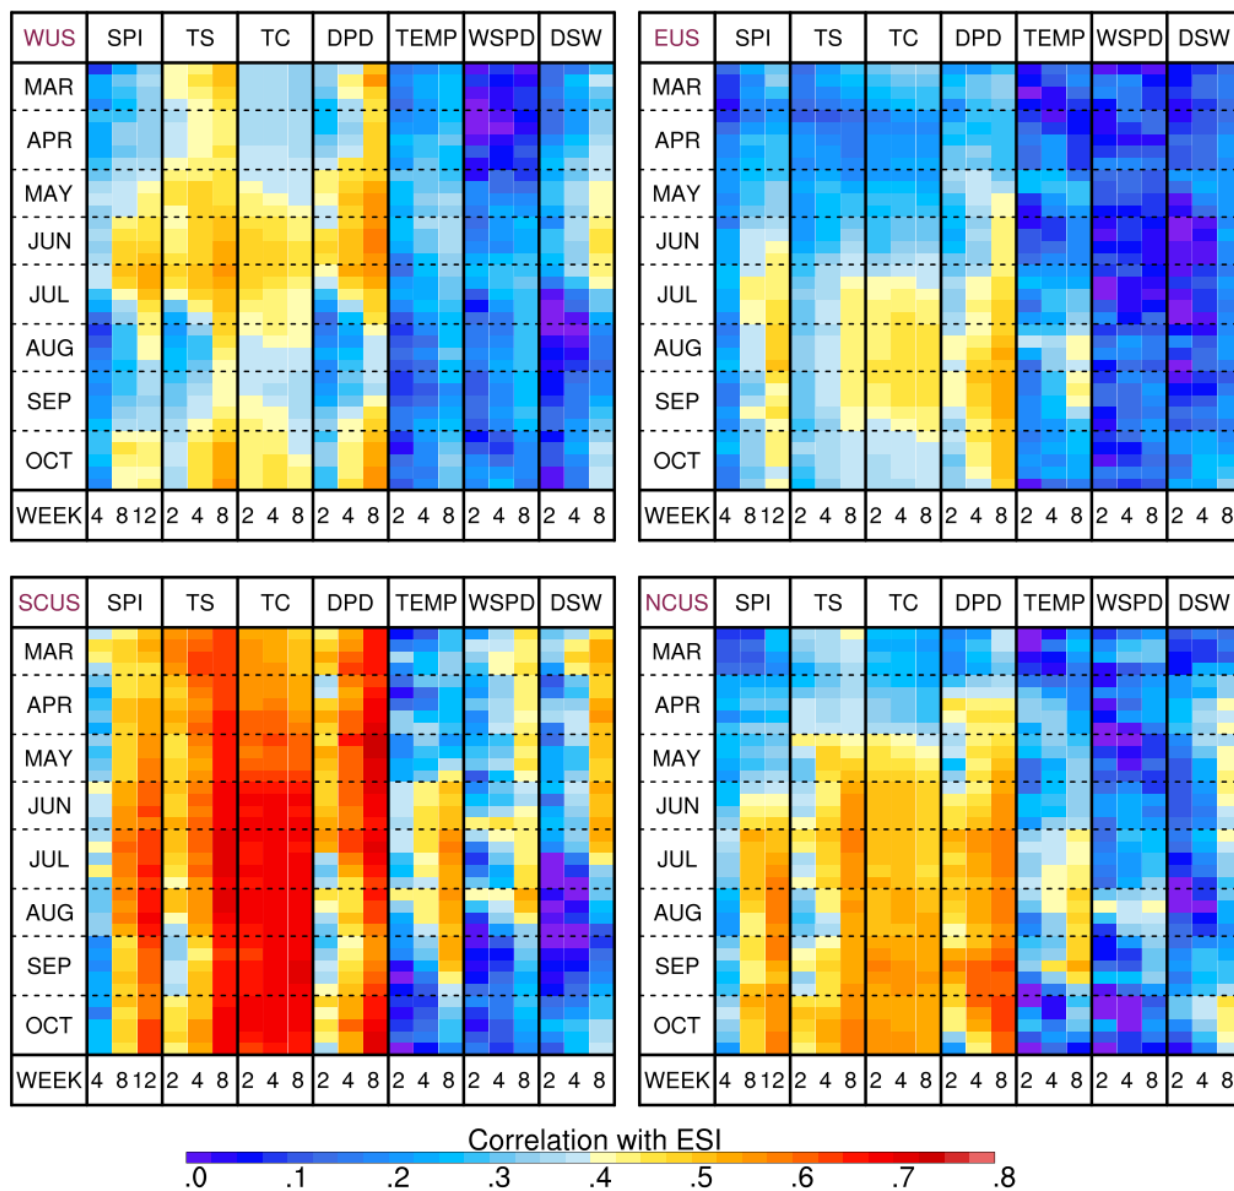 WUS SPI TS TC DPD TEMP WSPD DSW
MAR
APR
MAY
JUN
JUL
AUG
SEP
OCT
WEEK 4 8 12 2 4 8 2 4 8 2 4 8 2 4 8 2 4 8 2 4 8
EUS SPI TS TC DPD TEMP WSPD DSW
MAR
APR
MAY
JUN
JUL
AUG
SEP
OCT
WEEK 4 8 12 2 4 8 2 4 8 2 4 8 2 4 8 2 4 8 2 4 8
SCUS SPI TS TC DPD TEMP WSPD DSW
MAR
APR
MAY
JUN
JUL
AUG
SEP
OCT
WEEK 4 8 12 2 4 8 2 4 8 2 4 8 2 4 8 2 4 8 2 4 8
NCUS SPI TS TC DPD TEMP WSPD DSW
MAR
APR
MAY
JUN
JUL
AUG
SEP
OCT
WEEK 4 8 12 2 4 8 2 4 8 2 4 8 2 4 8 2 4 8 2 4 8
Correlation with ESI
.0 .1 .2 .3 .4 .5 .6 .7 .8